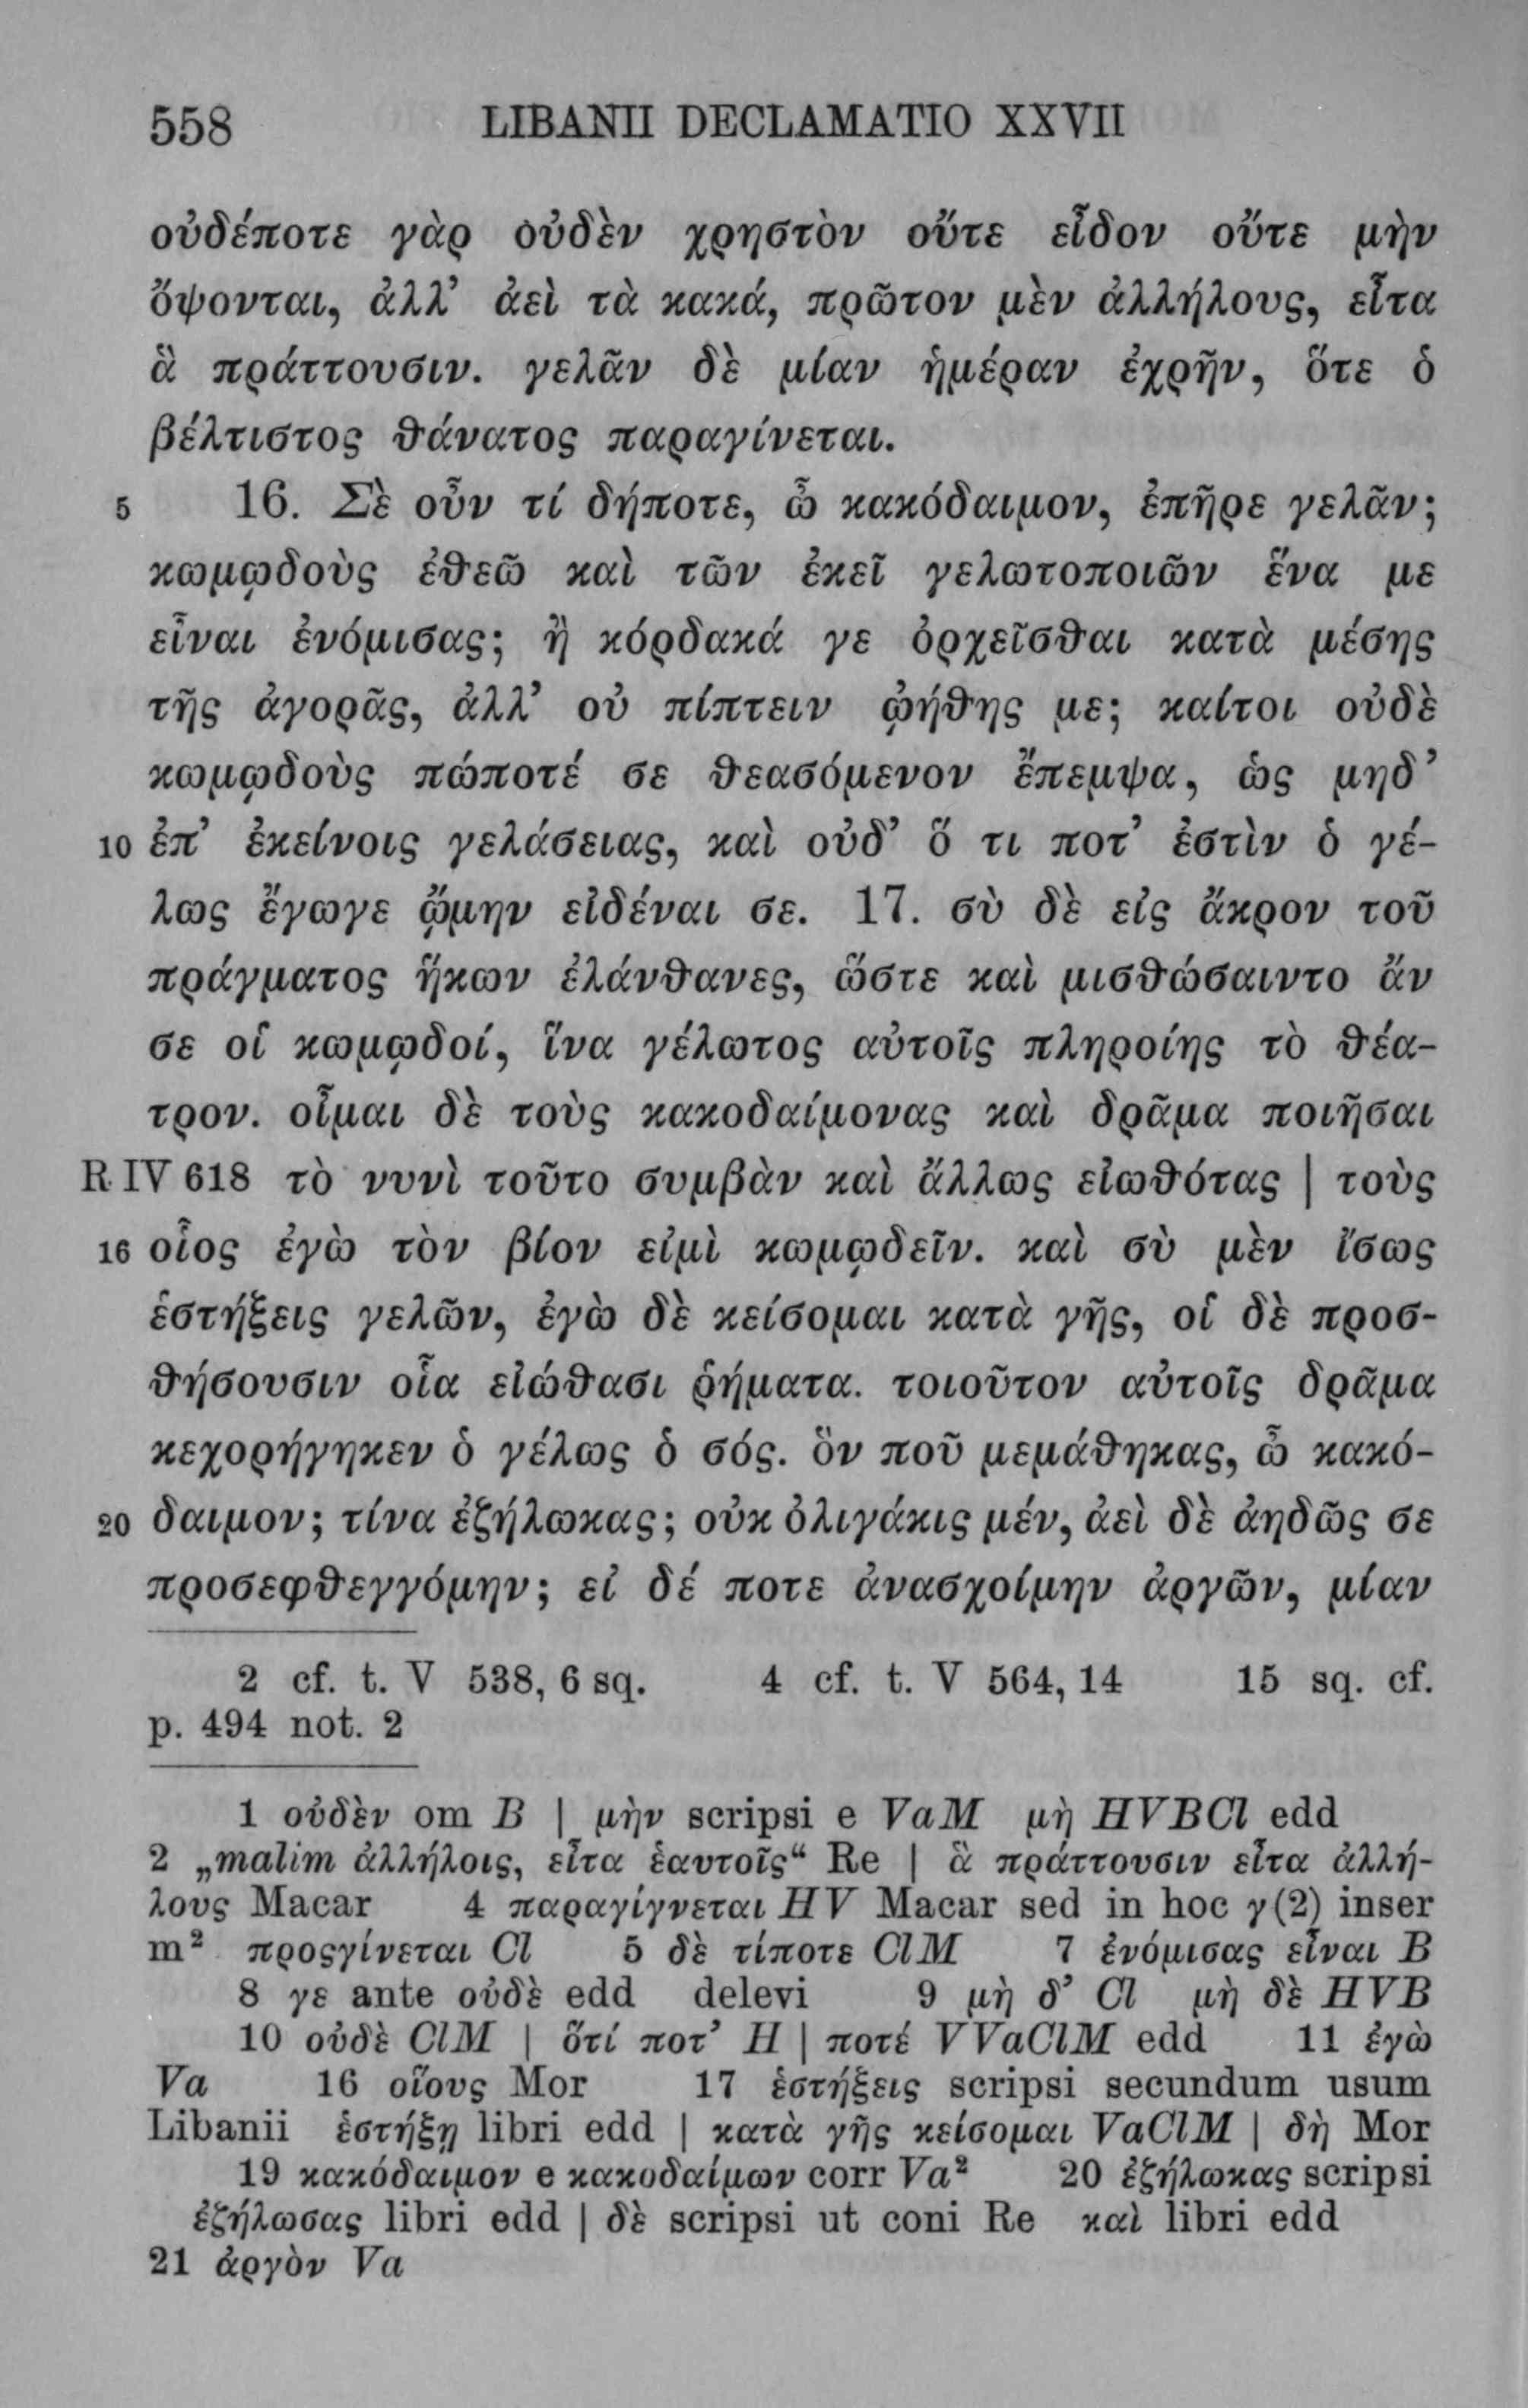 558 LIBANII DECLAMATIO XXVII
οὐδέποτε γὰρ οὐδὲν χρηστὸν οὔτε εἶδον οὔτε μὴν
ὄψονται, ἀλλ’ ἀεὶ τὰ κακά, πρῶτον μὲν ἀλλήλους, εἶτα
ἃ πράττουσιν. γελᾶν δὲ μίαν ἡμέραν ἐχρῆν, ὅτε ὁ
βέλτιστος θάνατος παραγίνεται.
5 16. Σὲ οὖν τί δήποτε, ὦ κακόδαιμον, ἐπῆρε γελᾶν;
κωμῳδοὺς ἐθεῶ καὶ τῶν ἐκεῖ γελωτοποιῶν ἕνα με
εἶναι ἐνόμισας; ἢ κόρδακά γε ὀρχεῖσθαι κατὰ μέσης
τῆς ἀγορᾶς, ἀλλ’ οὐ πίπτειν ᾠήθης με; καίτοι οὐδὲ
κωμῳδοὺς πώποτέ σε θεασόμενον ἔπεμψα, ὡς μηδ’
10 ἐπ’ ἐκείνοις γελάσειας, καὶ οὐδ’ ὅ τι ποτ’ ἐστὶν ὁ γέ-
λως ἔγωγε ᾤμην εἰδέναι σε. 17. σὺ δὲ εἰς ἄκρον τοῦ
πράγματος ἥκων ἐλάνθανες, ὥστε καὶ μισθώσαιντο ἄν
σε οἱ κωμῳδοί, ἵνα γέλωτος αὐτοῖς πληροίης τὸ θέα-
τρον. οἶμαι δὲ τοὺς κακοδαίμονας καὶ δρᾶμα ποιῆσαι
R IV 618 τὸ νυνὶ τοῦτο συμβὰν καὶ ἄλλως εἰωθότας | τοὺς
16 οἷος ἐγὼ τὸν βίον εἰμὶ κωμῳδεῖν. καὶ σὺ μὲν ἴσως
ἑστήξεις γελῶν, ἐγὼ δὲ κείσομαι κατὰ γῆς, οἱ δὲ προσ-
θήσουσιν οἷα εἰώθασι ῥήματα. τοιοῦτον αὐτοῖς δρᾶμα
κεχορήγηκεν ὁ γέλως ὁ σός. ὃν ποῦ μεμάθηκας, ὦ κακό-
20 δαιμον; τίνα ἐζήλωκας; οὐκ ὀλιγάκις μέν, ἀεὶ δὲ ἀηδῶς σε
προσεφθεγγόμην; εἰ δέ ποτε ἀνασχοίμην ἀργῶν, μίαν
2 cf. t. V 538, 6 sq. 4 cf. t. V 564, 14 15 sq. cf.
p. 494 not. 2
1 οὐδὲν om B | μὴν scripsi e VaM μὴ HVBCl edd
2 „malim ἀλλήλοις, εἶτα ἑαυτοῖς“ Re | ἃ πράττουσιν εἶτα ἀλλή-
λους Macar 4 παραγίγνεται HV Macar sed in hoc γ(2) inser
m² προςγίνεται Cl 5 δὲ τίποτε ClM 7 ἐνόμισας εἶναι B
8 γε ante οὐδὲ edd delevi 9 μὴ δ’ Cl μὴ δὲ HVB
10 οὐδὲ ClM | ὅτί ποτ’ H | ποτέ VVaClM edd 11 ἐγὼ
Va 16 οἵους Mor 17 ἑστήξεις scripsi secundum usum
Libanii ἑστήξῃ libri edd | κατὰ γῆς κείσομαι VaClM | δὴ Mor
19 κακόδαιμον e κακοδαίμων corr Va² 20 ἐζήλωκας scripsi
ἐζήλωσας libri edd | δὲ scripsi ut coni Re καὶ libri edd
21 ἀργὸν Va